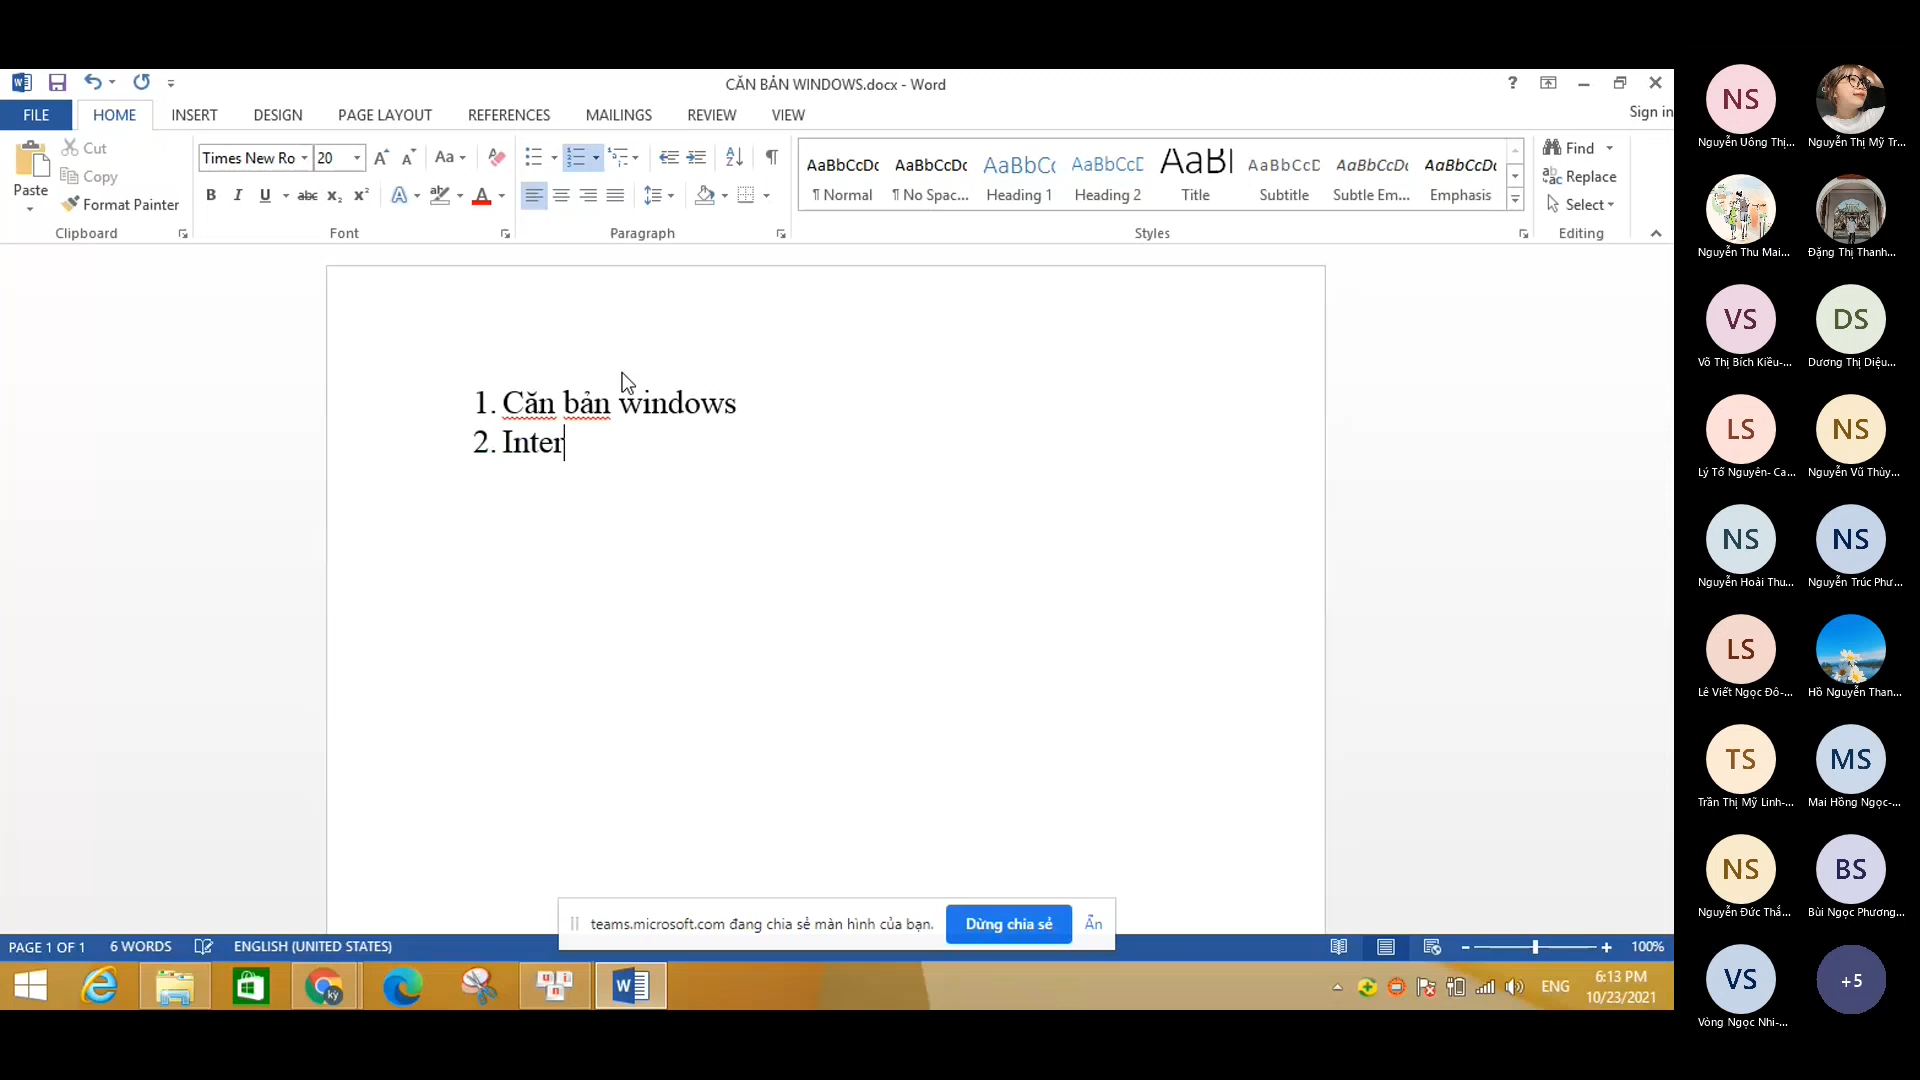 CĂN BẢN WINDOWS.docx - Word
FILE HOME INSERT DESIGN PAGE LAYOUT REFERENCES MAILINGS REVIEW VIEW Sign in
Paste
Cut
Copy
Format Painter
Clipboard
Times New Ro 20
Font
Paragraph
AaBbCcDc AaBbCcDc AaBbCc AaBbCcD AaBl AaBbCcD AaBbCcDc AaBbCcDc
¶ Normal ¶ No Spac... Heading 1 Heading 2 Title Subtitle Subtle Em... Emphasis
Styles
Find
Replace
Select
Editing
1. Căn bản windows
2. Inter
teams.microsoft.com đang chia sẻ màn hình của bạn. Dừng chia sẻ Ẩn
PAGE 1 OF 1 6 WORDS ENGLISH (UNITED STATES) 100%
ENG
6:13 PM
10/23/2021
NS
Nguyễn Uông Thị... Nguyễn Thị Mỹ Tr...
Nguyễn Thu Mai... Đặng Thị Thanh...
VS DS
Võ Thị Bích Kiều-... Dương Thị Diệu...
LS NS
Lý Tố Nguyên- Ca... Nguyễn Vũ Thùy...
NS NS
Nguyễn Hoài Thu... Nguyễn Trúc Phư...
LS
Lê Viết Ngọc Đô-... Hồ Nguyễn Than...
TS MS
Trần Thị Mỹ Linh-... Mai Hồng Ngọc-...
NS BS
Nguyễn Đức Thắ... Bùi Ngọc Phương...
VS +5
Vòng Ngọc Nhi-...